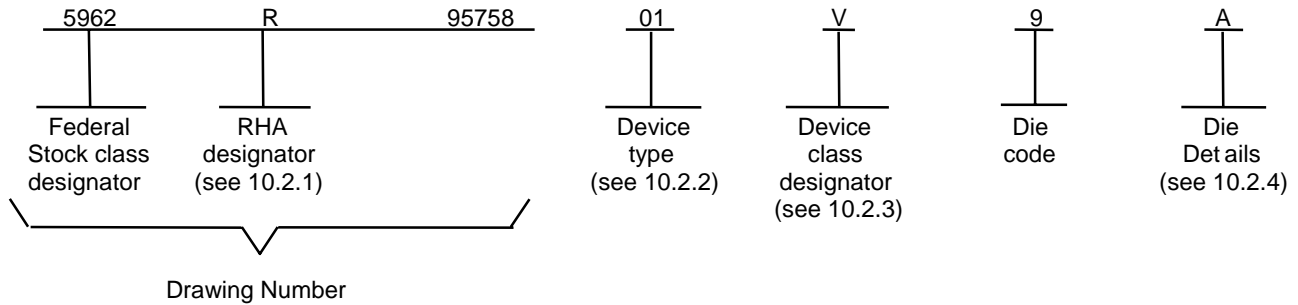 5962 R 95758 01 V 9 A
Federal RHA Device Device Die Die
Stock class designator type class code Det ails
designator (see 10.2.1) (see 10.2.2) designator (see 10.2.4)
(see 10.2.3)
Drawing Number